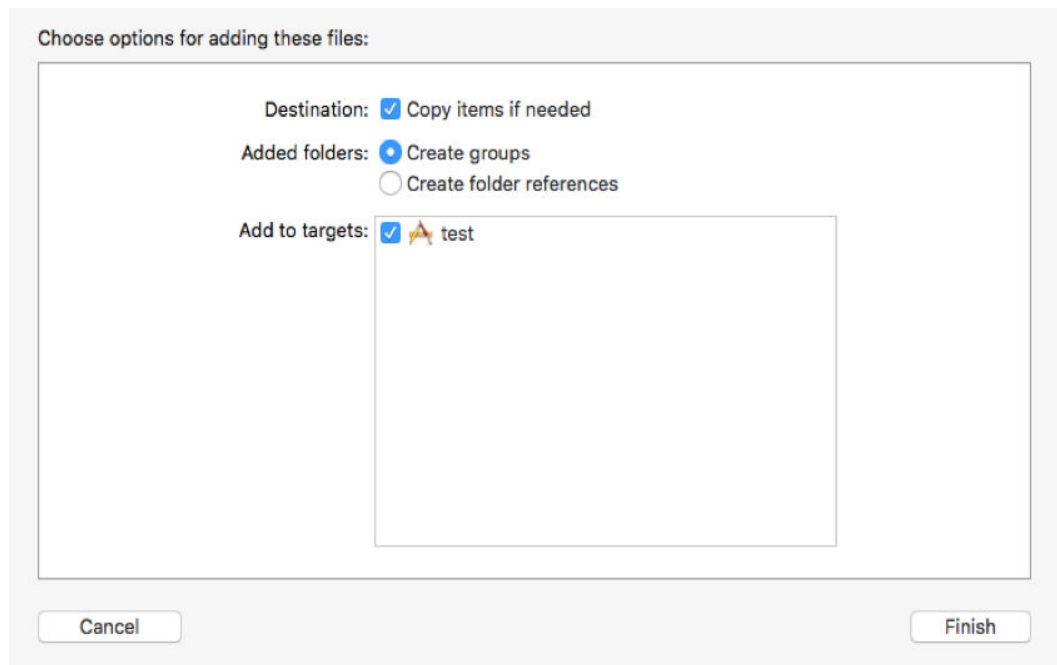 Choose options for adding these files:
Destination: Copy items if needed
Added folders: Create groups
Create folder references
Add to targets: test
Cancel Finish